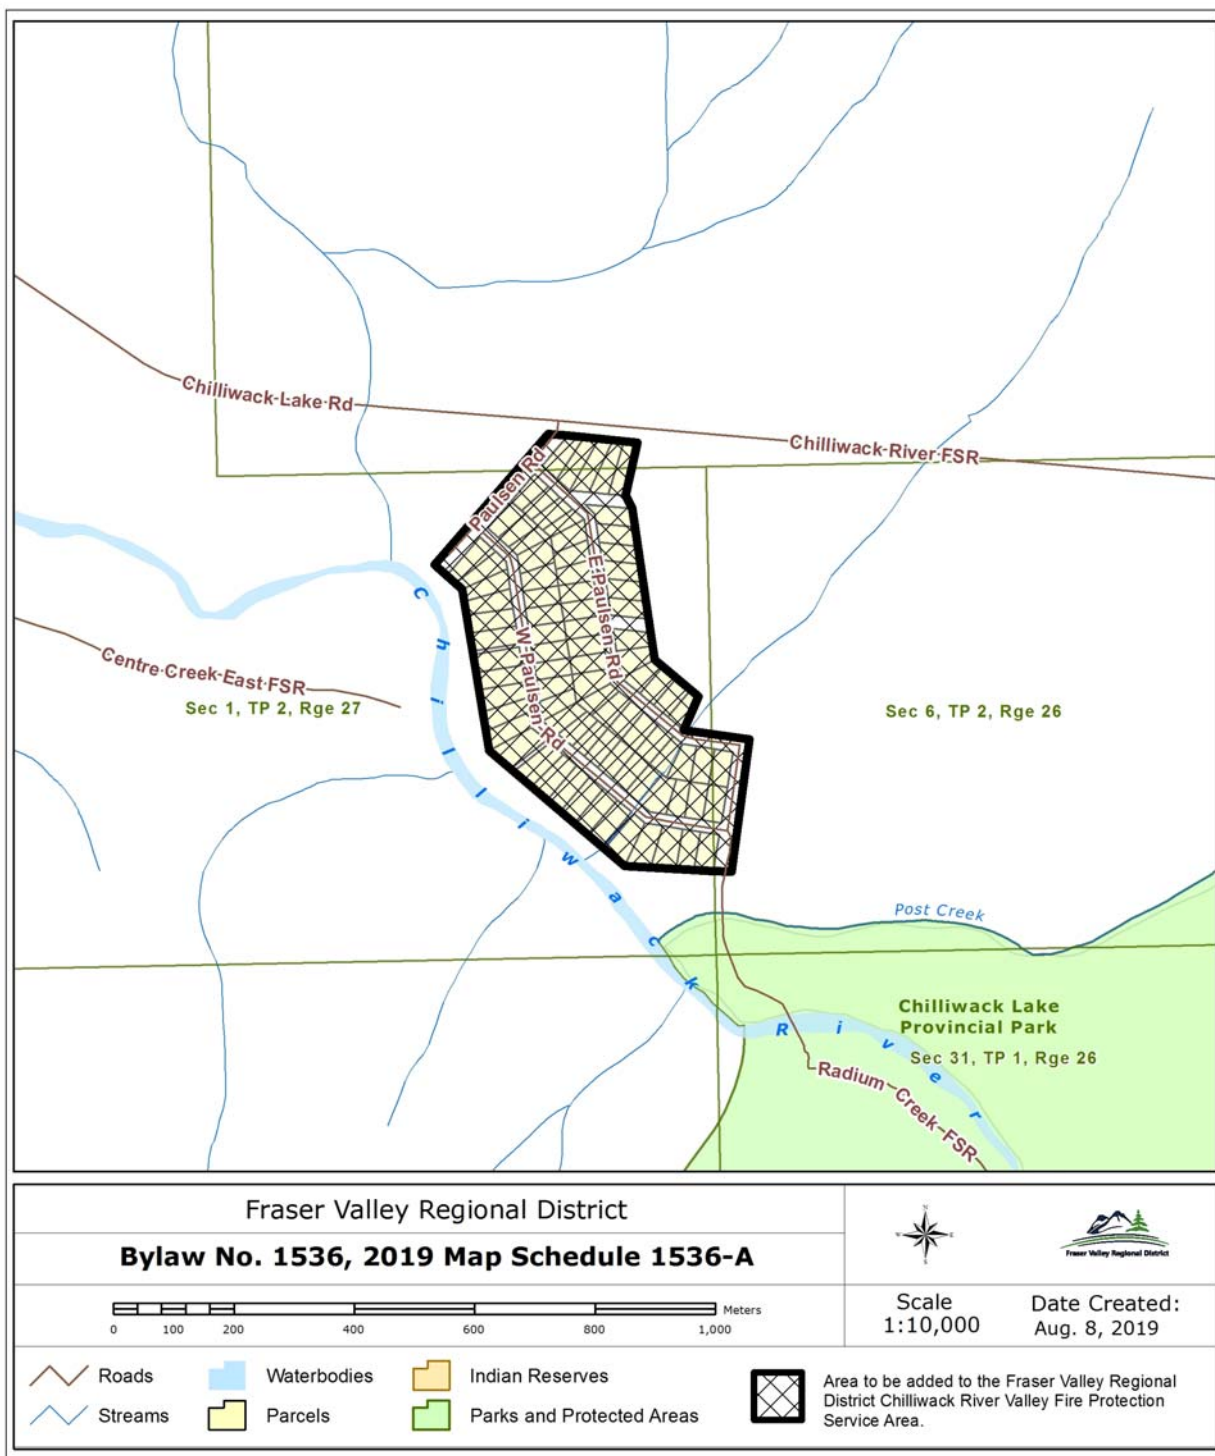 Chilliwack Lake Rd
Chilliwack River FSR
Paulsen Rd
E Paulsen Rd
W Paulsen Rd
Centre Creek East FSR
Sec 1, TP 2, Rge 27
Sec 6, TP 2, Rge 26
Chilliwack River
Post Creek
Chilliwack Lake
Provincial Park
Sec 31, TP 1, Rge 26
Radium Creek FSR
Fraser Valley Regional District
Bylaw No. 1536, 2019 Map Schedule 1536-A
Meters
0 100 200 400 600 800 1,000
N
Fraser Valley Regional District
Scale
1:10,000
Date Created:
Aug. 8, 2019
Roads
Waterbodies
Indian Reserves
Streams
Parcels
Parks and Protected Areas
Area to be added to the Fraser Valley Regional
District Chilliwack River Valley Fire Protection
Service Area.